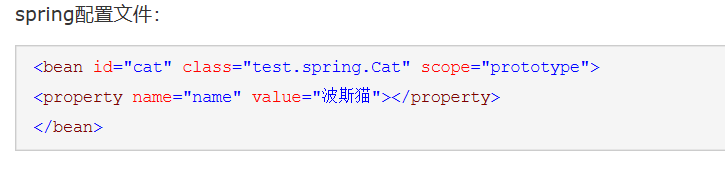 spring配置文件:
<bean id="cat" class="test.spring.Cat" scope="prototype">
<property name="name" value="波斯猫"></property>
</bean>